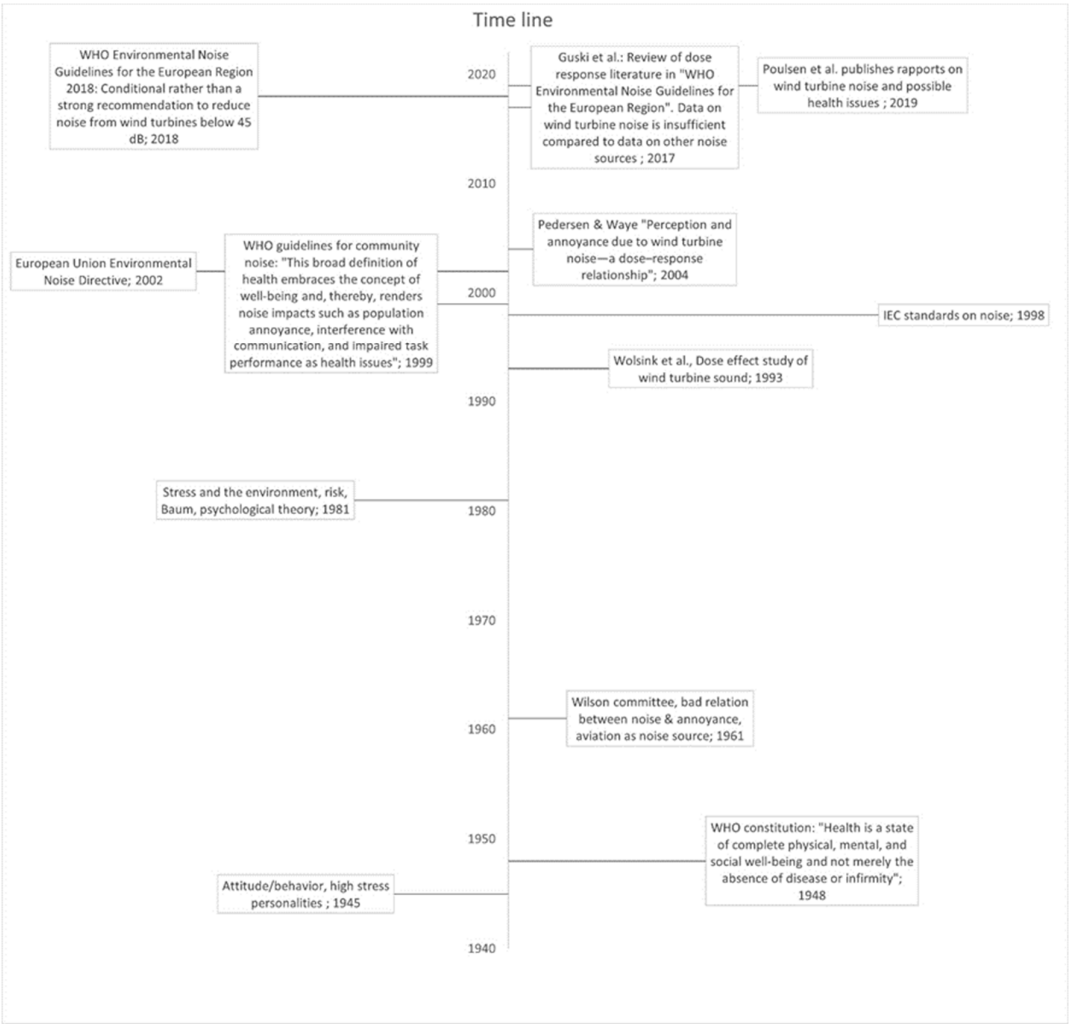 Time line
WHO Environmental Noise
Guidelines for the European Region
2018: Conditional rather than a
strong recommendation to reduce
noise from wind turbines below 45
dB; 2018
2020
Guski et al.: Review of dose
response literature in "WHO
Environmental Noise Guidelines for
the European Region". Data on
wind turbine noise is insufficient
compared to data on other noise
sources ; 2017
Poulsen et al. publishes rapports on
wind turbine noise and possible
health issues ; 2019
2010
European Union Environmental
Noise Directive; 2002
WHO guidelines for community
noise: "This broad definition of
health embraces the concept of
well-being and, thereby, renders
noise impacts such as population
annoyance, interference with
communication, and impaired task
performance as health issues"; 1999
Pedersen & Waye "Perception and
annoyance due to wind turbine
noise—a dose–response
relationship"; 2004
2000
IEC standards on noise; 1998
Wolsink et al., Dose effect study of
wind turbine sound; 1993
1990
Stress and the environment, risk,
Baum, psychological theory; 1981
1980
1970
Wilson committee, bad relation
between noise & annoyance,
aviation as noise source; 1961
1960
WHO constitution: "Health is a state
of complete physical, mental, and
social well-being and not merely the
absence of disease or infirmity";
1948
1950
Attitude/behavior, high stress
personalities ; 1945
1940